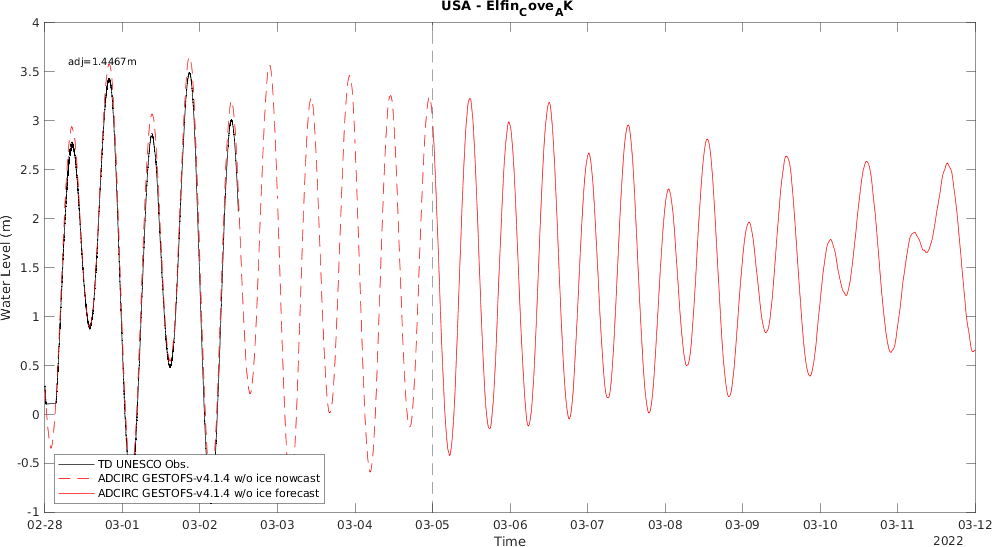 USA - Elfin_Cove_AK
adj=1.4467m
4
3.5
3
2.5
2
1.5
1
0.5
0
-0.5
-1
Water Level (m)
TD UNESCO Obs.
ADCIRC GESTOFS-v4.1.4 w/o ice nowcast
ADCIRC GESTOFS-v4.1.4 w/o ice forecast
02-28 03-01 03-02 03-03 03-04 03-05 03-06 03-07 03-08 03-09 03-10 03-11 03-12
Time
2022